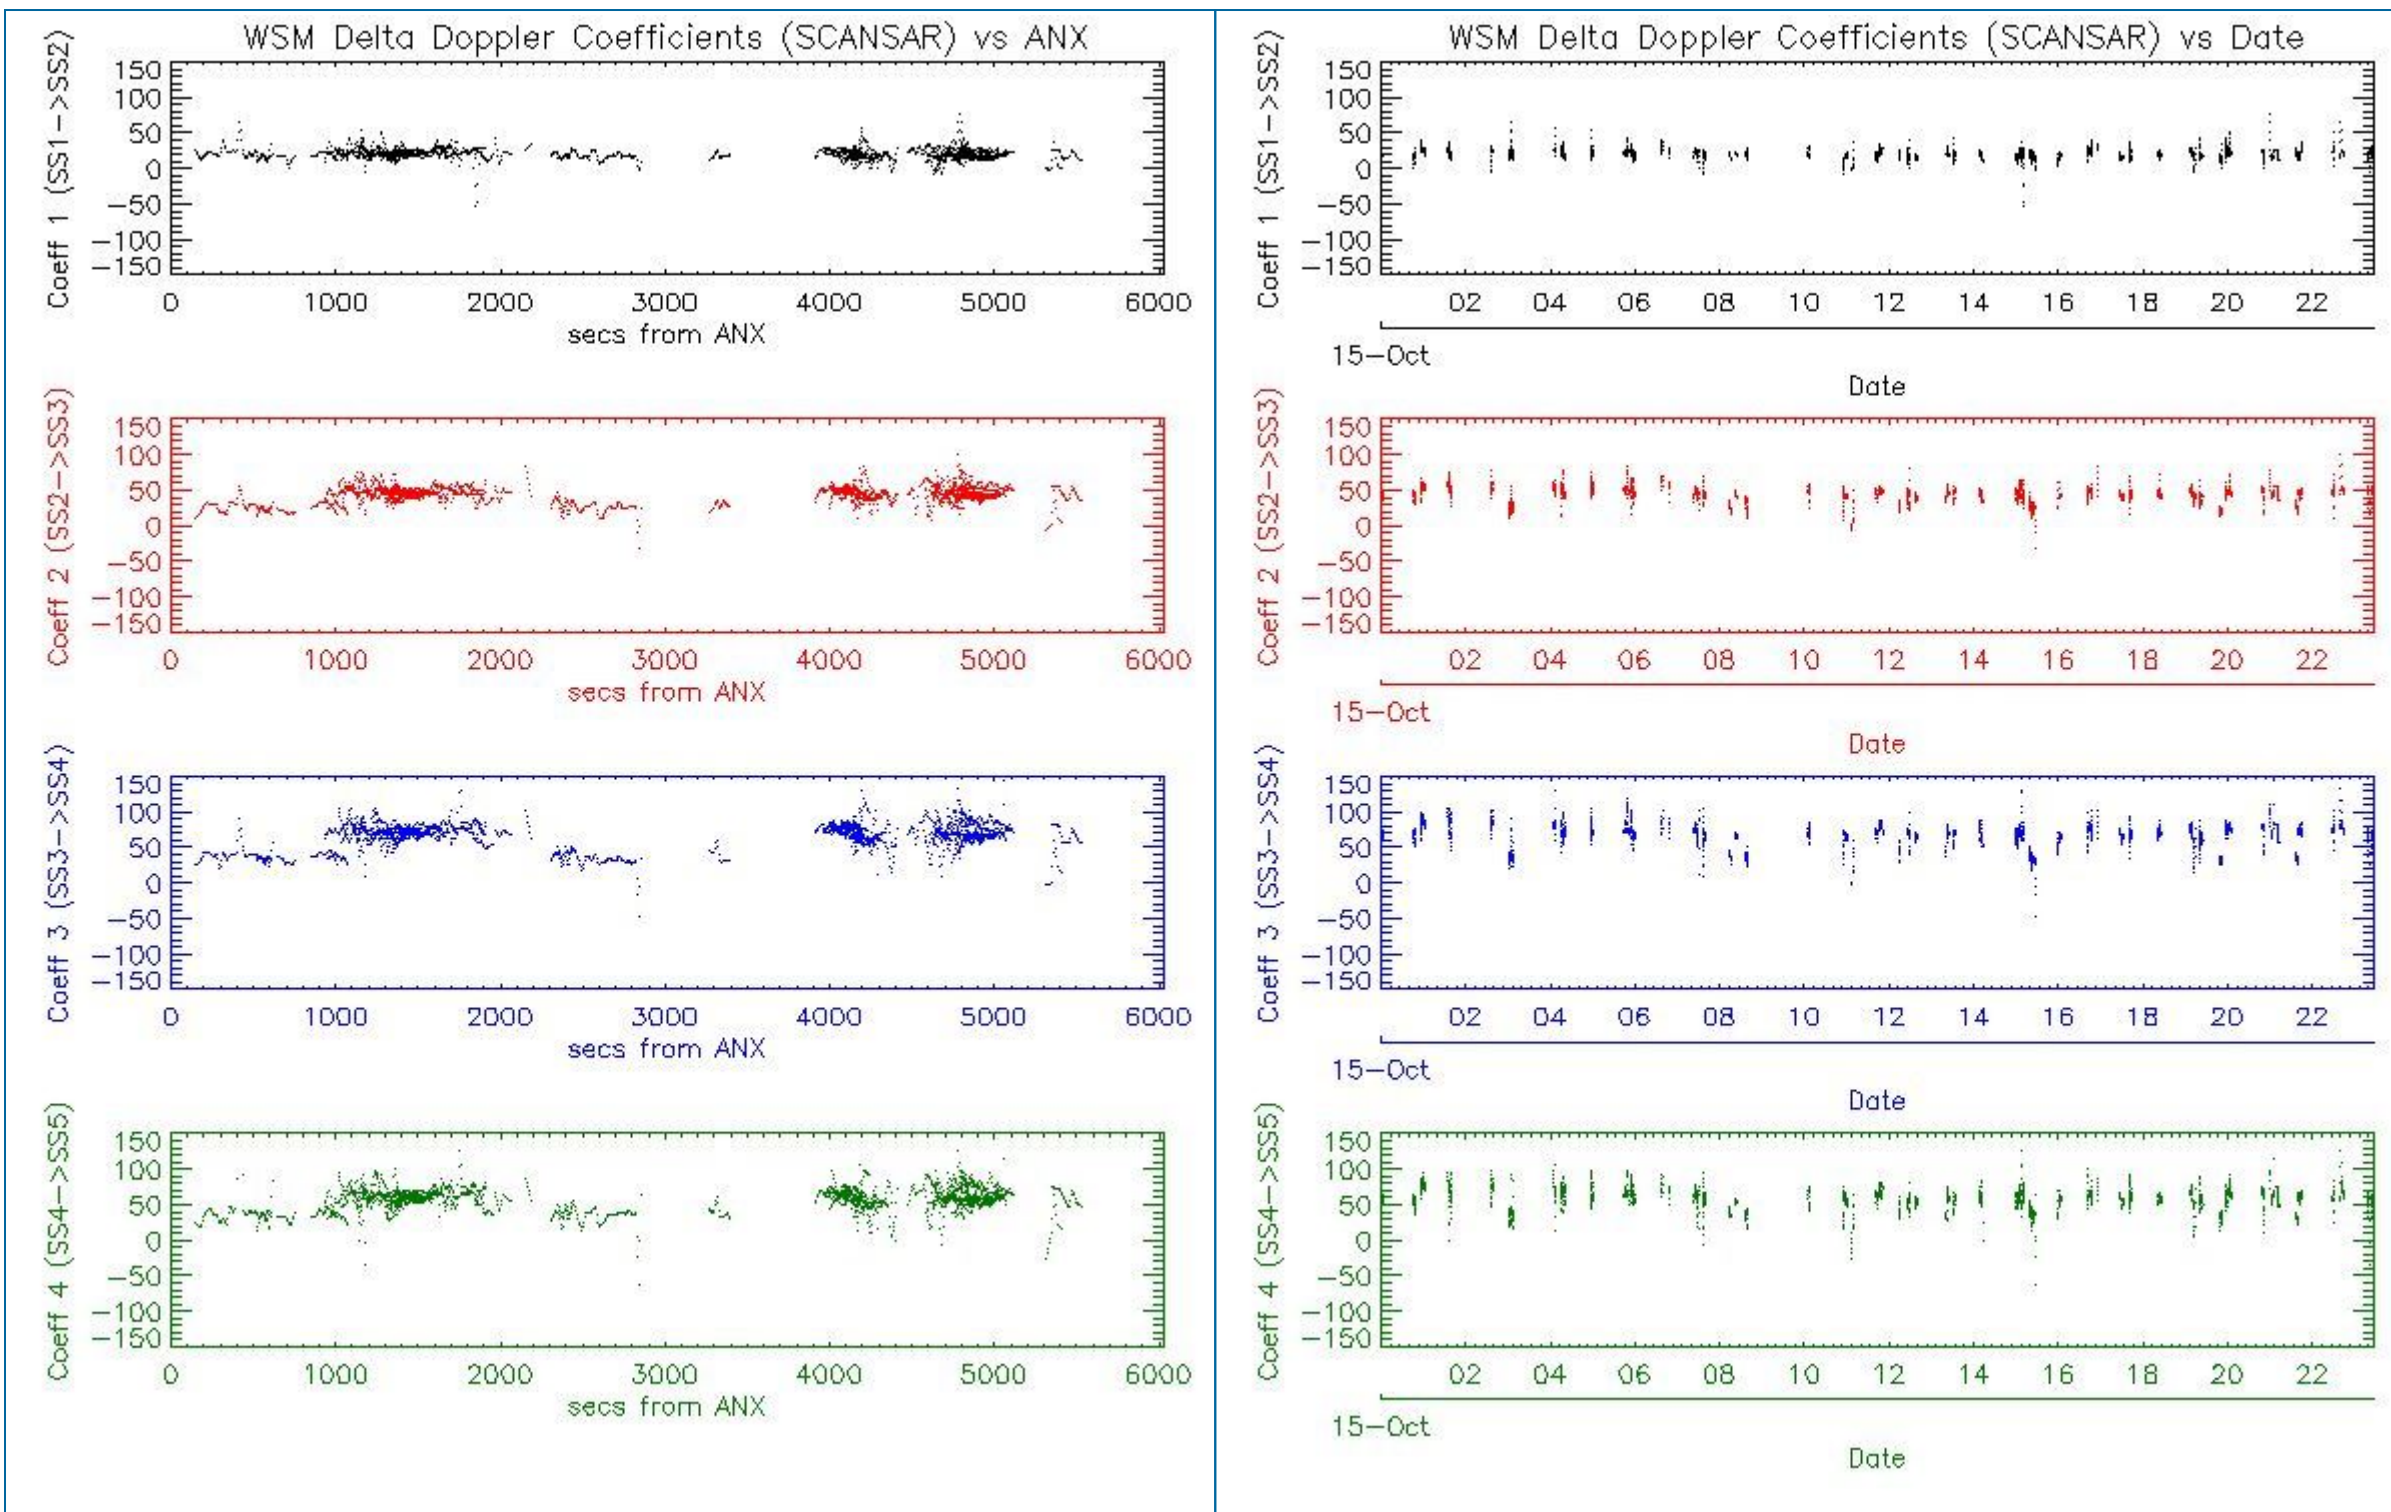 WSM Delta Doppler Coefficients (SCANSAR) vs ANX
Coeff 1 (SS1->SS2)
150
100
50
0
-50
-100
-150
0 1000 2000 3000 4000 5000 6000
secs from ANX
Coeff 2 (SS2->SS3)
150
100
50
0
-50
-100
-150
0 1000 2000 3000 4000 5000 6000
secs from ANX
Coeff 3 (SS3->SS4)
150
100
50
0
-50
-100
-150
0 1000 2000 3000 4000 5000 6000
secs from ANX
Coeff 4 (SS4->SS5)
150
100
50
0
-50
-100
-150
0 1000 2000 3000 4000 5000 6000
secs from ANX
WSM Delta Doppler Coefficients (SCANSAR) vs Date
Coeff 1 (SS1->SS2)
150
100
50
0
-50
-100
-150
02 04 06 08 10 12 14 16 18 20 22
15-Oct
Date
Coeff 2 (SS2->SS3)
150
100
50
0
-50
-100
-150
02 04 06 08 10 12 14 16 18 20 22
15-Oct
Date
Coeff 3 (SS3->SS4)
150
100
50
0
-50
-100
-150
02 04 06 08 10 12 14 16 18 20 22
15-Oct
Date
Coeff 4 (SS4->SS5)
150
100
50
0
-50
-100
-150
02 04 06 08 10 12 14 16 18 20 22
15-Oct
Date